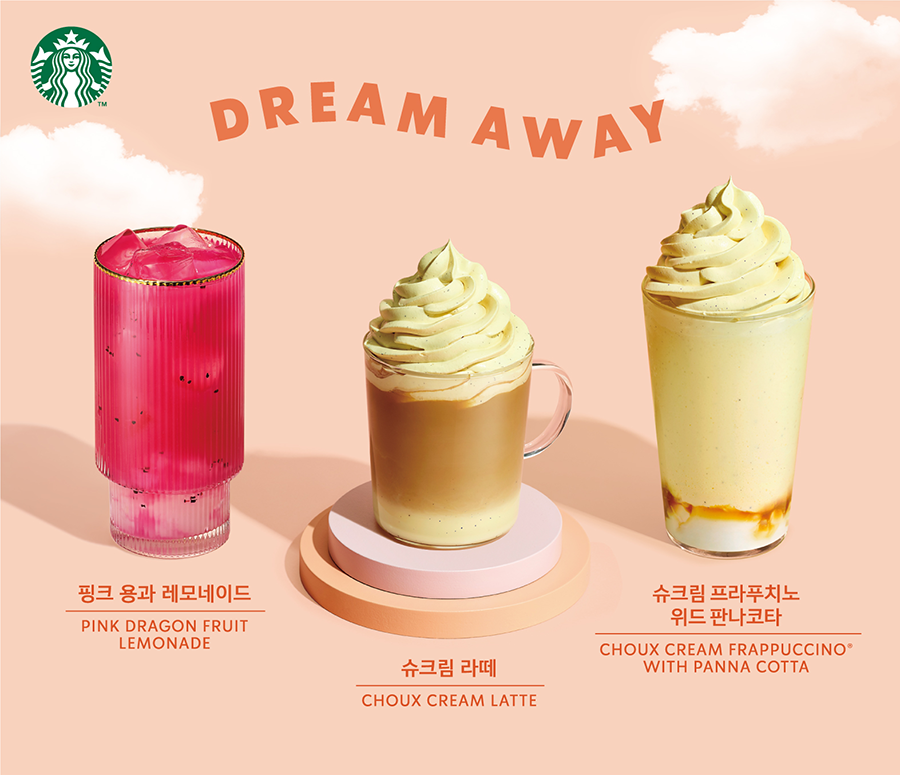 DREAM AWAY
핑크 용과 레모네이드
PINK DRAGON FRUIT
LEMONADE
슈크림 라떼
CHOUX CREAM LATTE
슈크림 프라푸치노
위드 판나코타
CHOUX CREAM FRAPPUCCINO®
WITH PANNA COTTA
TM